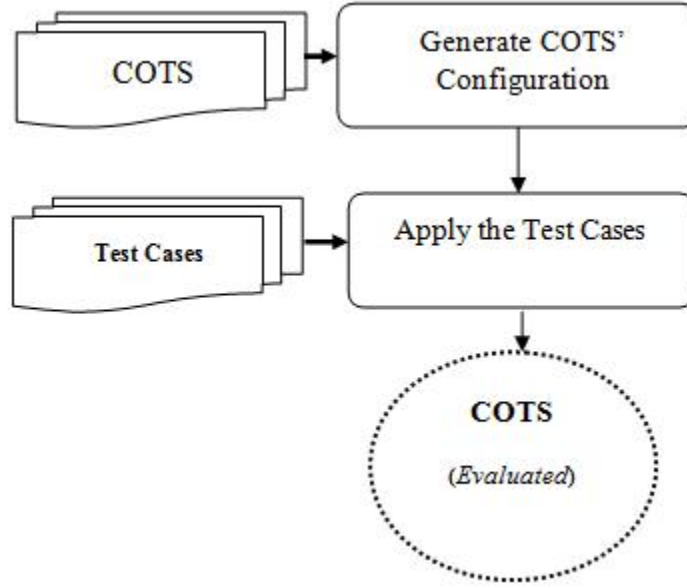 COTS
Generate COTS’
Configuration
Test Cases
Apply the Test Cases
COTS
(Evaluated)